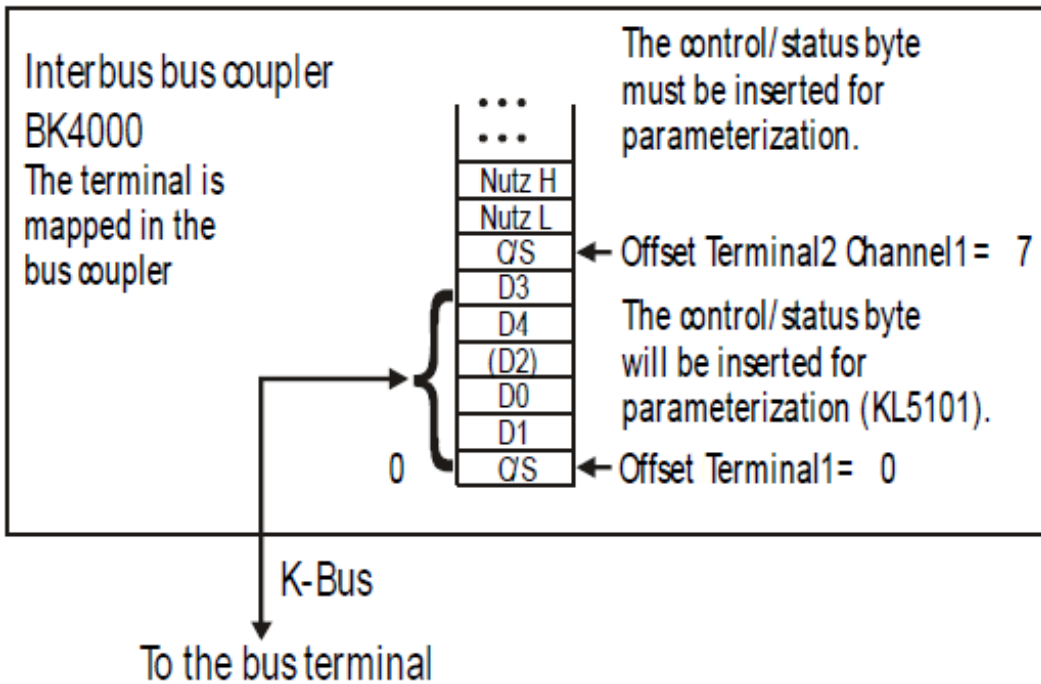 Interbus bus coupler
BK4000
The terminal is
mapped in the
bus coupler
The control/status byte
must be inserted for
parameterization.
...
...
Nutz H
Nutz L
C/S
Offset Terminal2 Channel1= 7
D3
D4
(D2)
D0
D1
C/S
The control/status byte
will be inserted for
parameterization (KL5101).
0
Offset Terminal1= 0
K-Bus
To the bus terminal